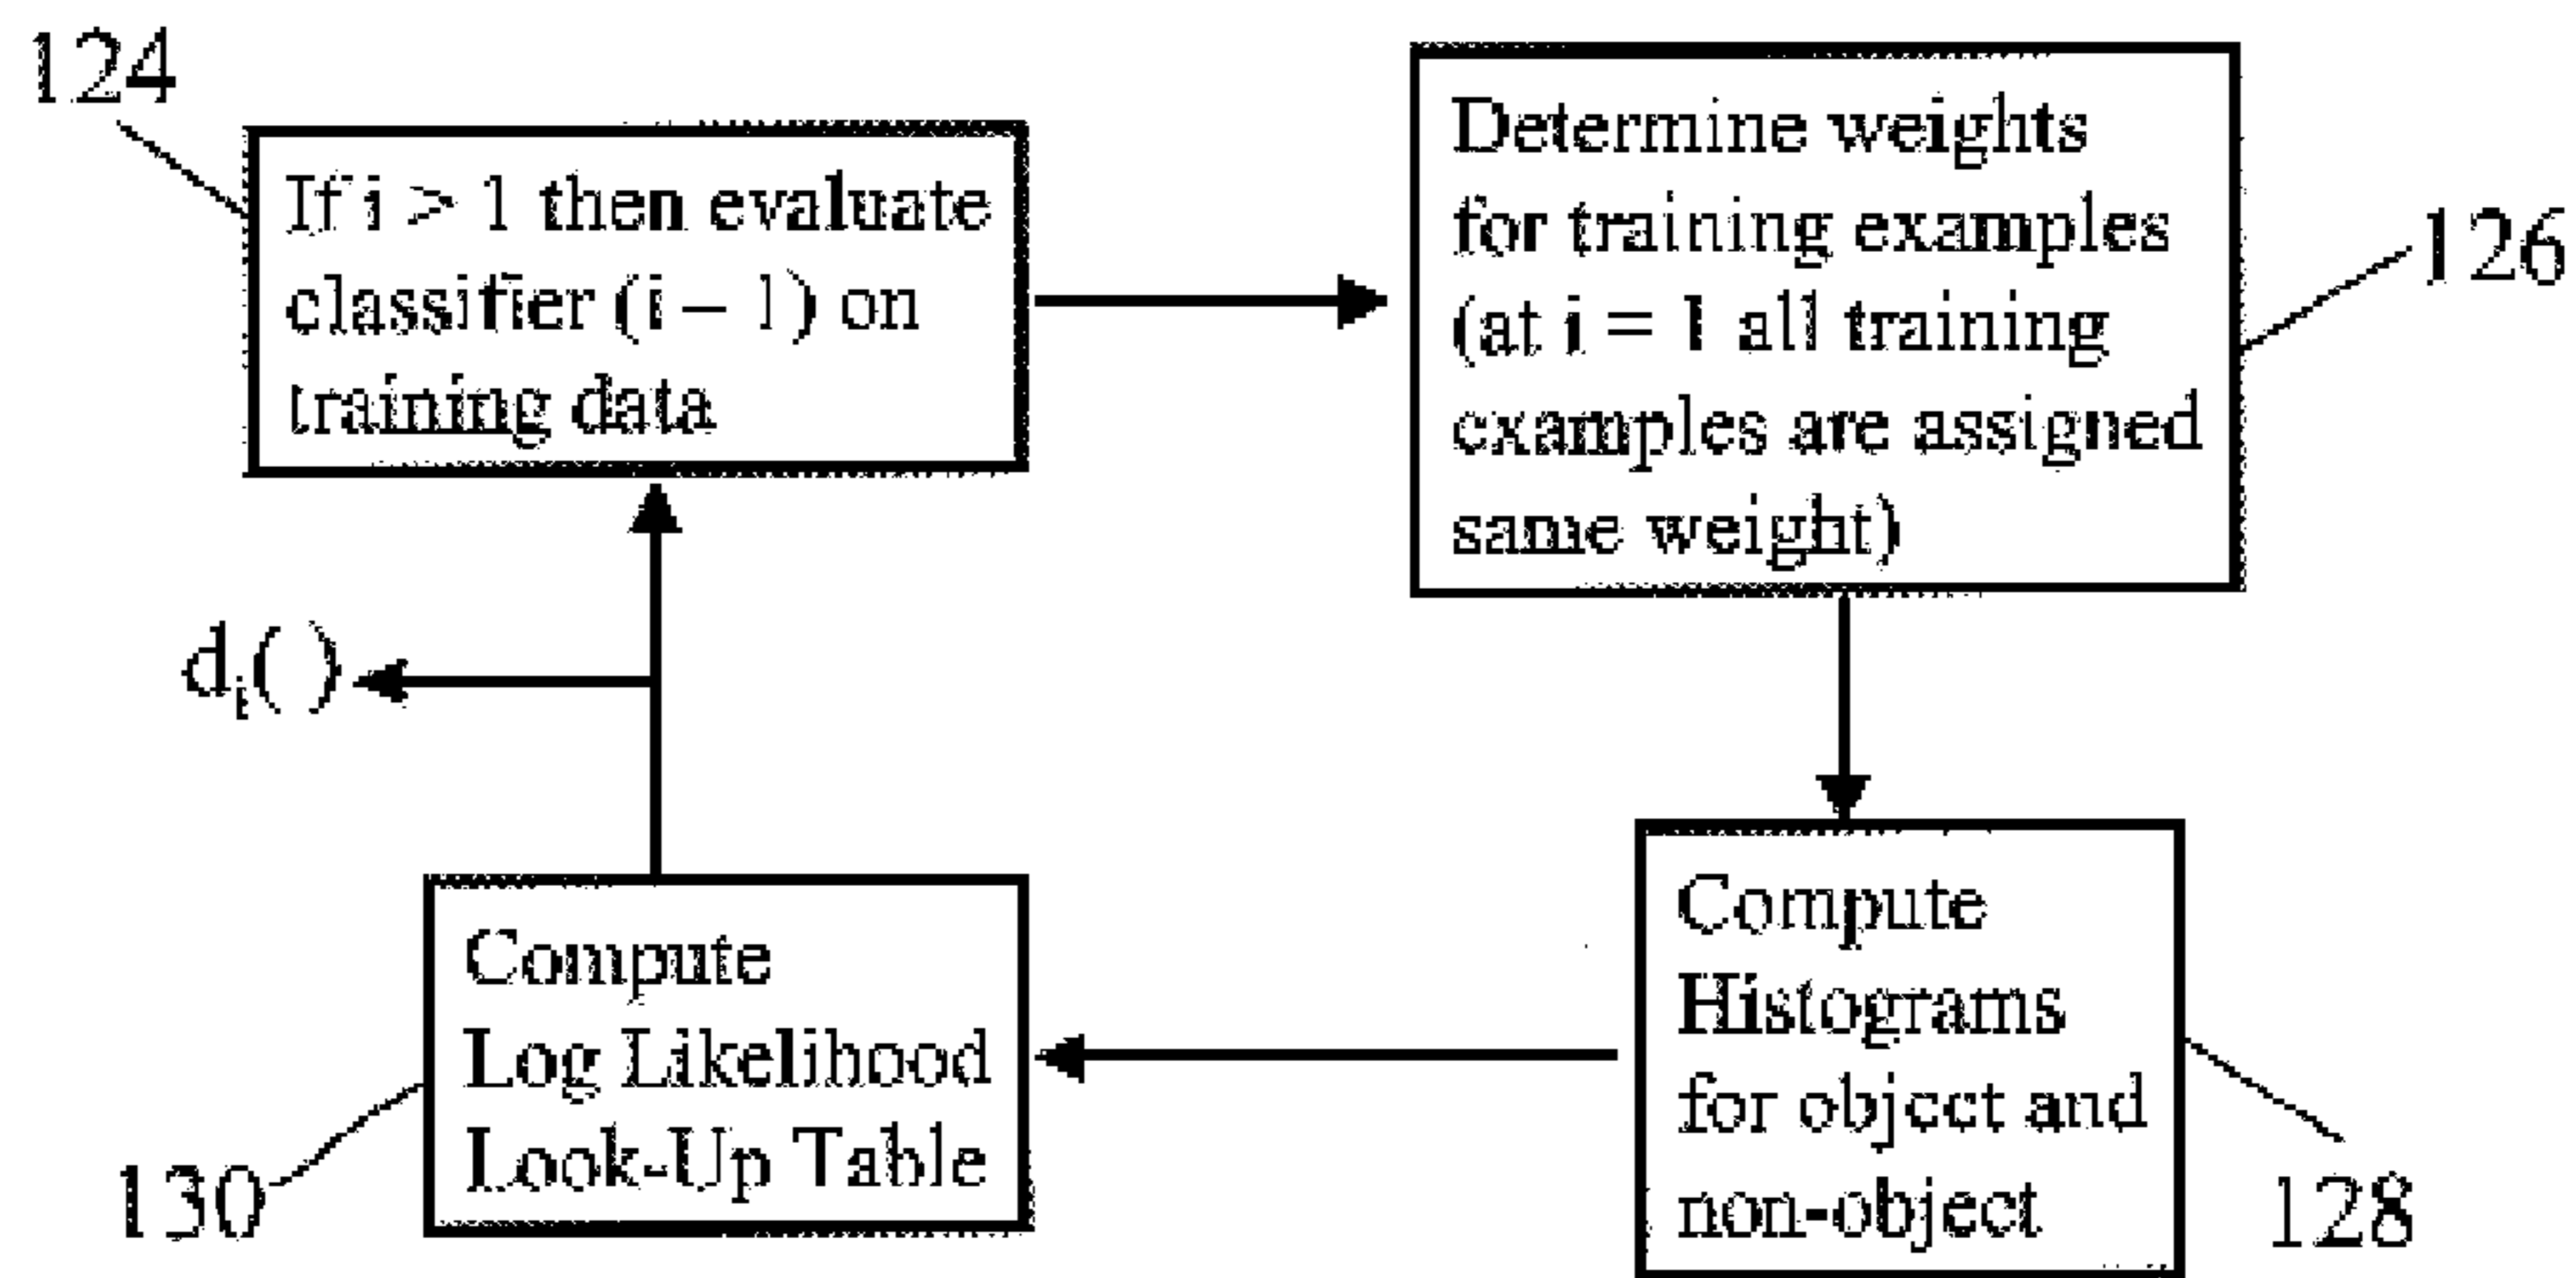 124
If i > 1 then evaluate
classifier (i – 1) on
training data
Determine weights
for training examples
(at i = 1 all training
examples are assigned
same weight)
126
dᵢ( )
Compute
Log Likelihood
Look-Up Table
130
Compute
Histograms
for object and
non-object
128